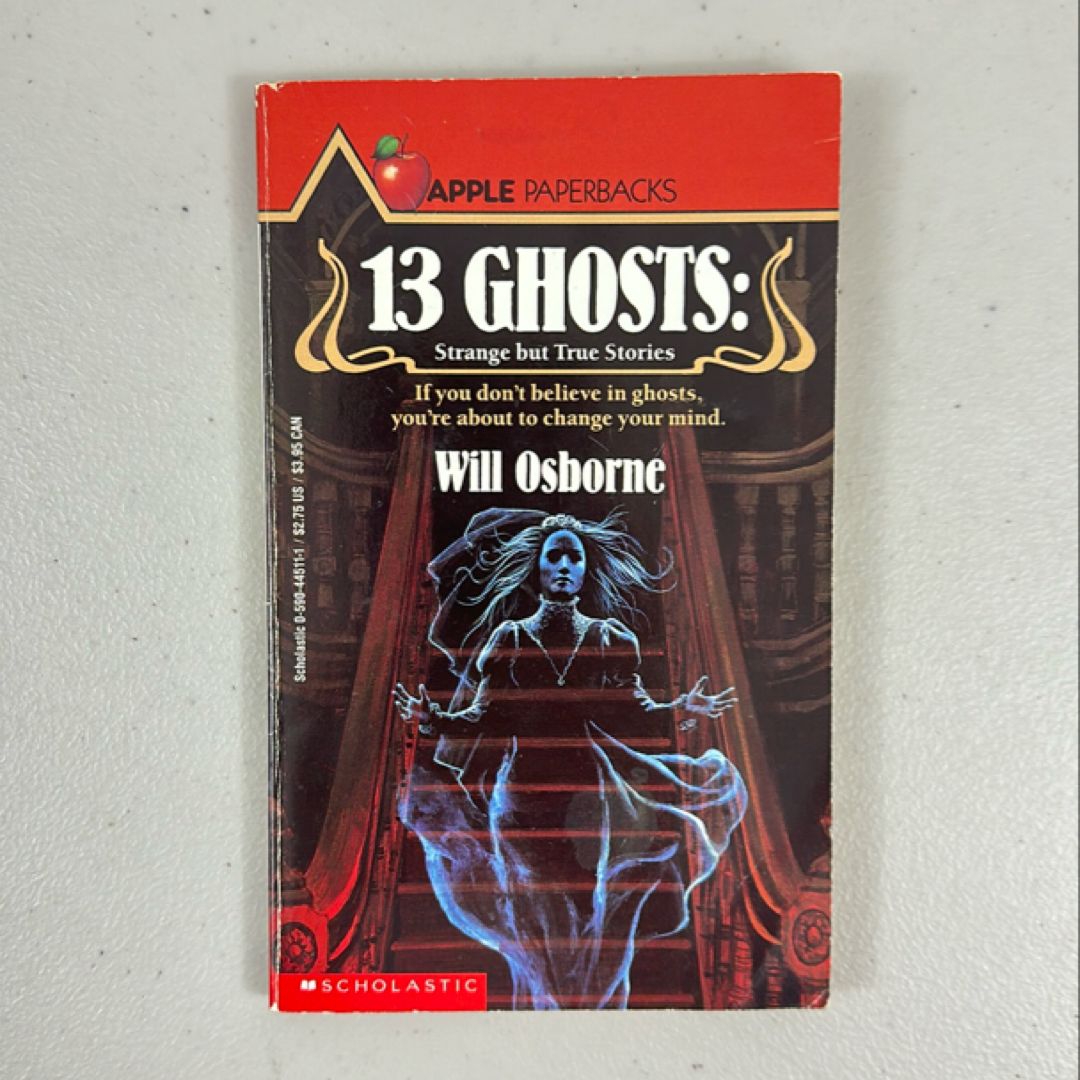 APPLE PAPERBACKS
13 GHOSTS:
Strange but True Stories
If you don't believe in ghosts,
you're about to change your mind.
Will Osborne
Scholastic 0-590-44511-1 / $2.75 US / $3.95 CAN
SCHOLASTIC